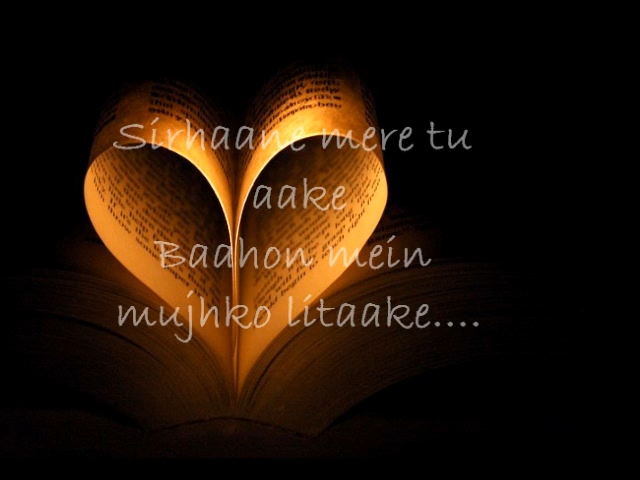 Sirhaane mere tu
aake
Baahon mein
mujhko litaake....